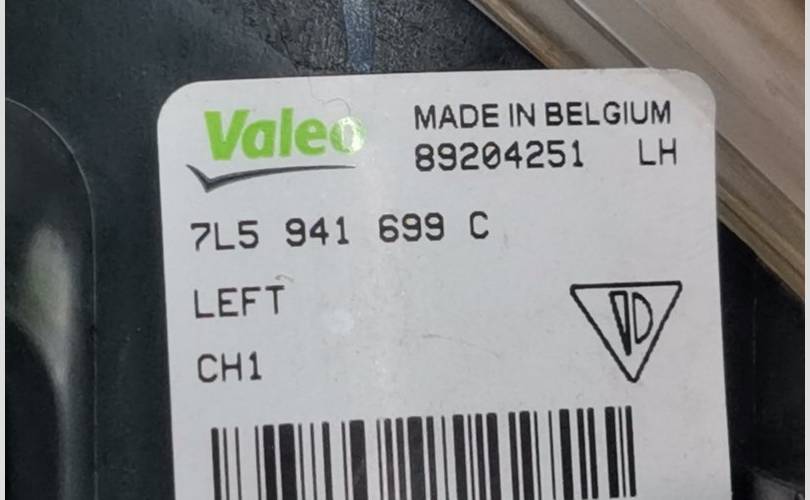 Valeo
MADE IN BELGIUM
89204251 LH
7L5 941 699 C
LEFT
CH1